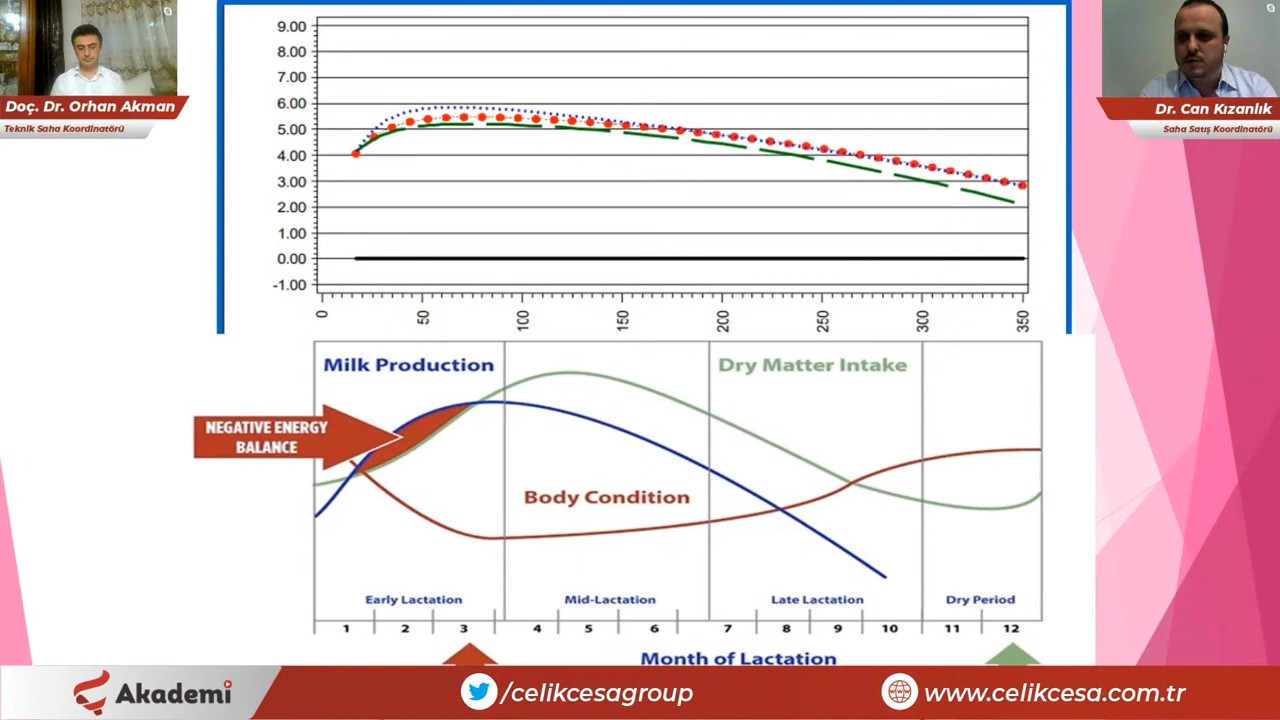 Doç. Dr. Orhan Akman
Teknik Saha Koordinatörü
Dr. Can Kızanlık
Saha Satış Koordinatörü
9.00
8.00
7.00
6.00
5.00
4.00
3.00
2.00
1.00
0.00
-1.00
0 50 100 150 200 250 300 350
Milk Production
Dry Matter Intake
NEGATIVE ENERGY
BALANCE
Body Condition
Early Lactation Mid-Lactation Late Lactation Dry Period
1 2 3 4 5 6 7 8 9 10 11 12
Month of Lactation
Akademi
/celikcesagroup
www.celikcesa.com.tr